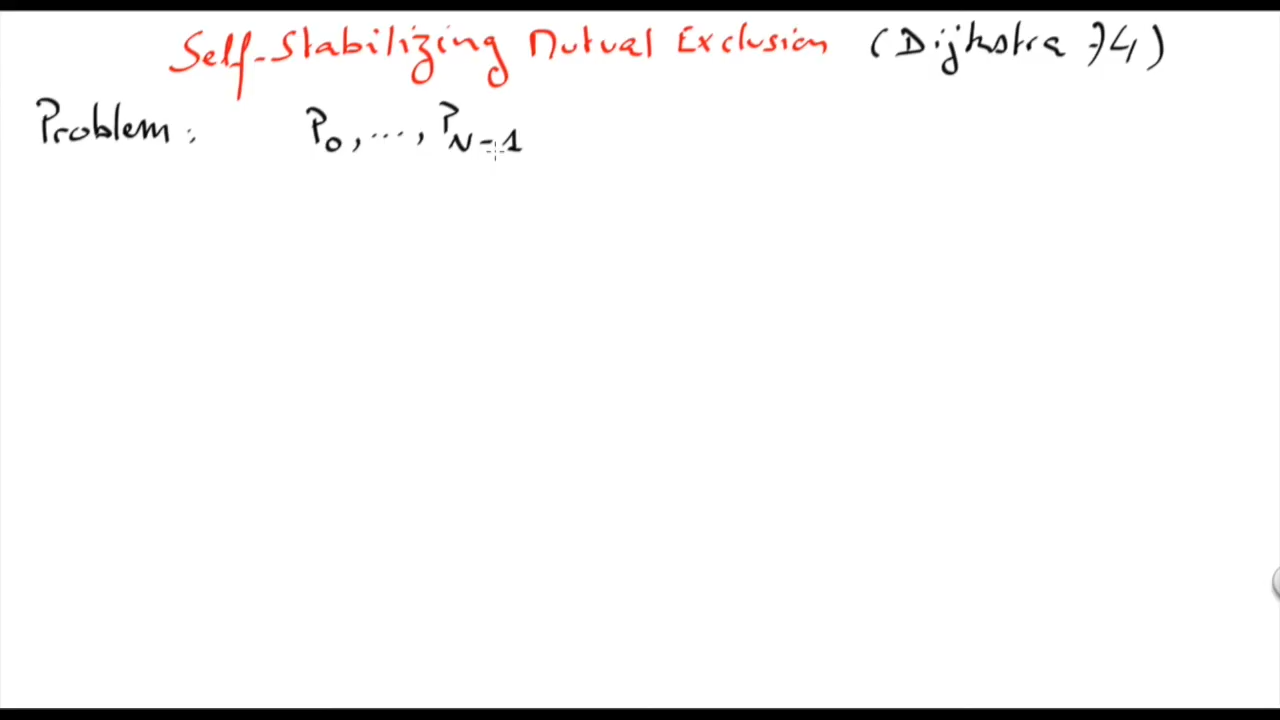 Self-Stabilizing Mutual Exclusion (Dijkstra 74)
Problem: P0, ..., PN-1